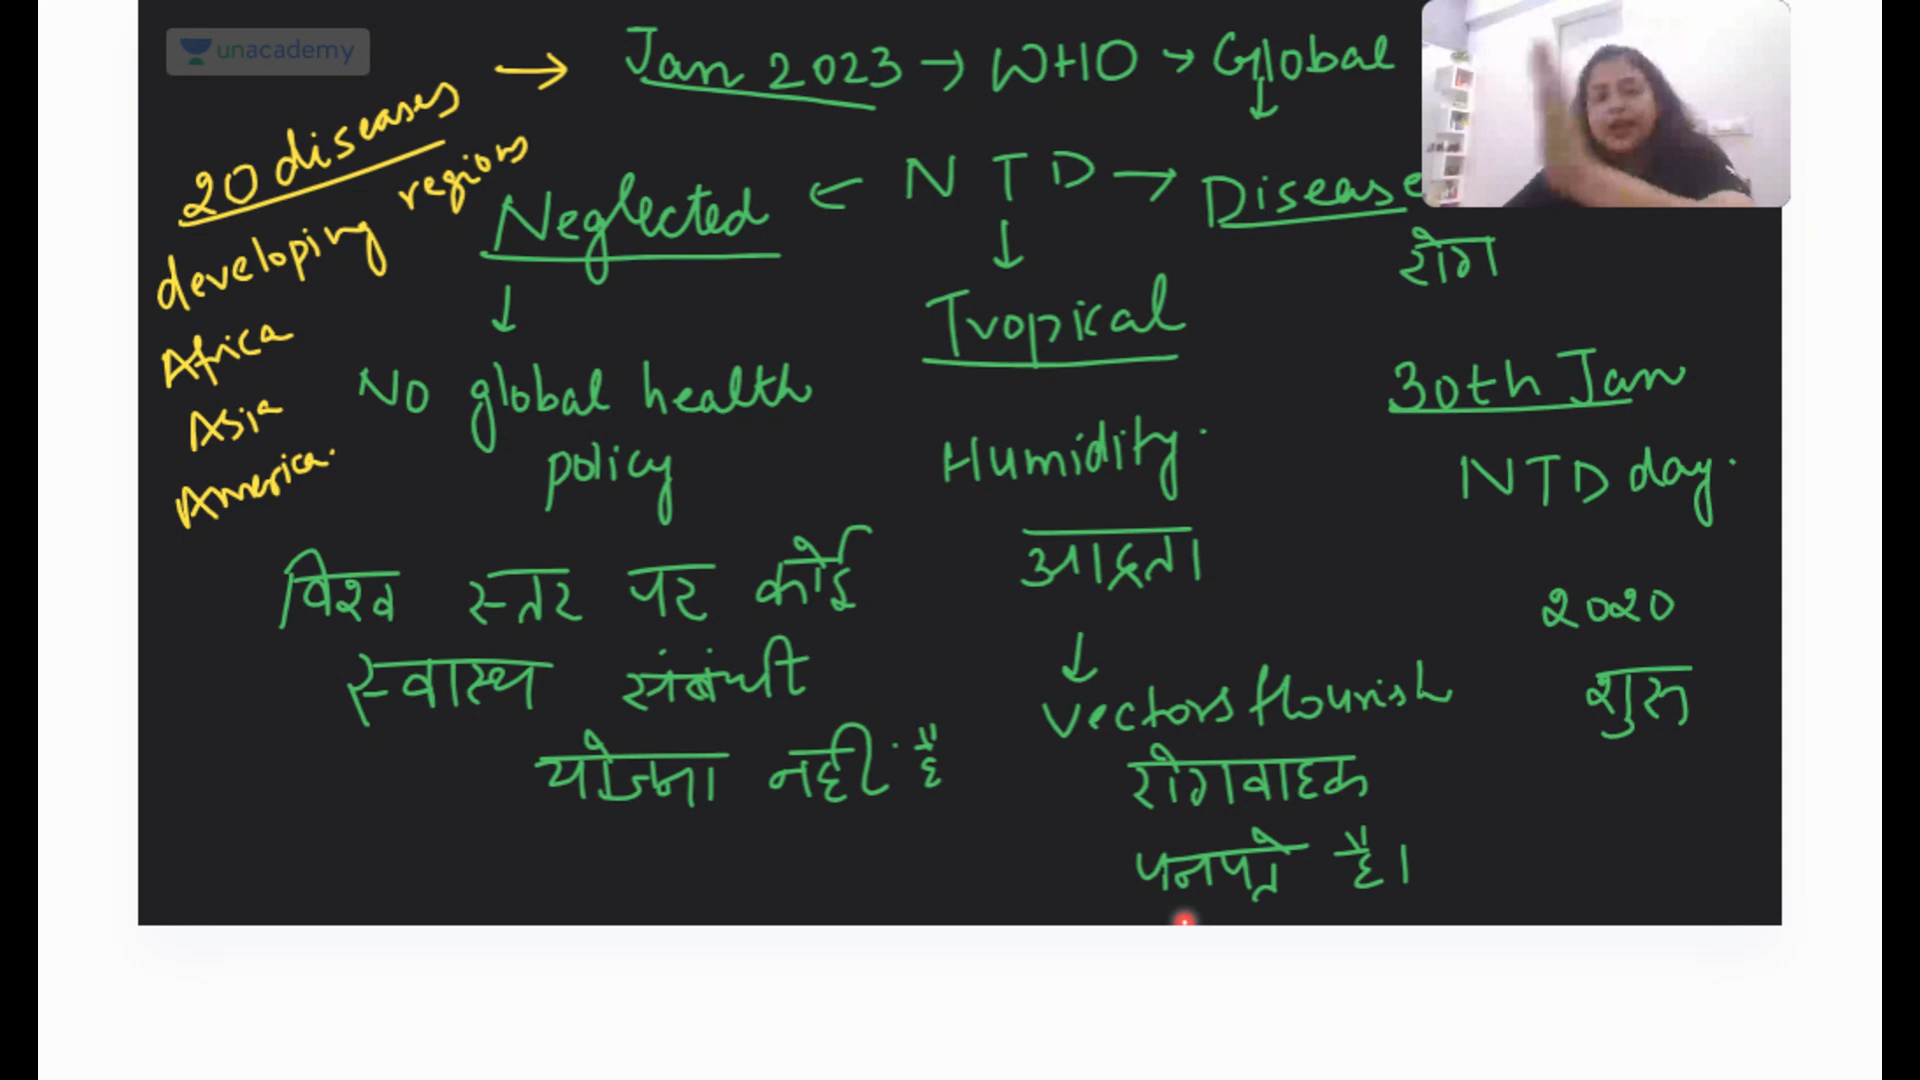 unacademy
Jan 2023 → WHO → Global
20 diseases →
developing regions
Africa
Asia
America.
Neglected ← N T D → Disease
रोग
No global health
policy
विश्व स्तर पर कोई
स्वास्थ संबंधी
योजना नहीं है
Tropical
Humidity.
आद्रता
↓
Vectors flourish
रोगवाहक
पनपते है।
30th Jan
NTD day.
2020
शुरू